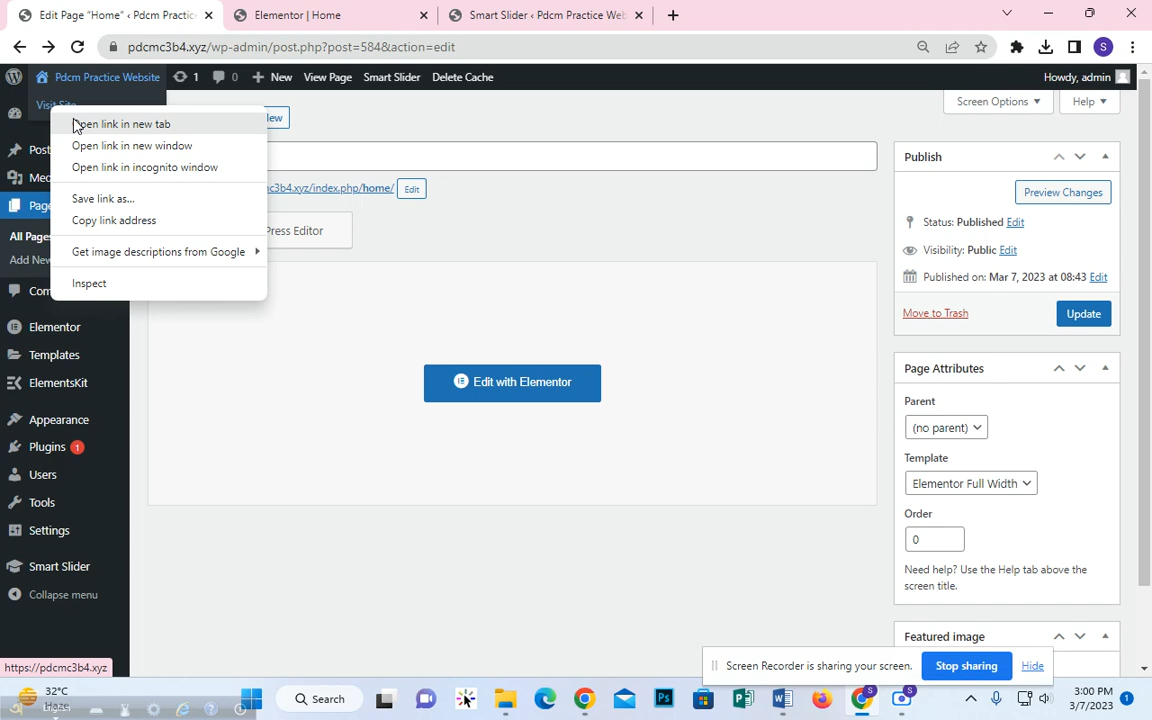 Edit Page "Home" ‹ Pdcm Practic
Elementor | Home
Smart Slider ‹ Pdcm Practice Web
pdcmc3b4.xyz/wp-admin/post.php?post=584&action=edit
S
Pdcm Practice Website
1
0
New
View Page
Smart Slider
Delete Cache
Howdy, admin
Visit Site
Screen Options
Help
Open link in new tab
Open link in new window
Open link in incognito window
Save link as...
Copy link address
Get image descriptions from Google
Inspect
c3b4.xyz/index.php/home/
Edit
Press Editor
Edit with Elementor
Post
Med
Page
All Pages
Add New
Com
Elementor
Templates
ElementsKit
Appearance
Plugins 1
Users
Tools
Settings
Smart Slider
Collapse menu
Publish
Preview Changes
Status: Published Edit
Visibility: Public Edit
Published on: Mar 7, 2023 at 08:43 Edit
Move to Trash
Update
Page Attributes
Parent
(no parent)
Template
Elementor Full Width
Order
0
Need help? Use the Help tab above the
screen title.
Featured image
https://pdcmc3b4.xyz
Screen Recorder is sharing your screen.
Stop sharing
Hide
32°C
Haze
Search
S
S
3:00 PM
3/7/2023
1